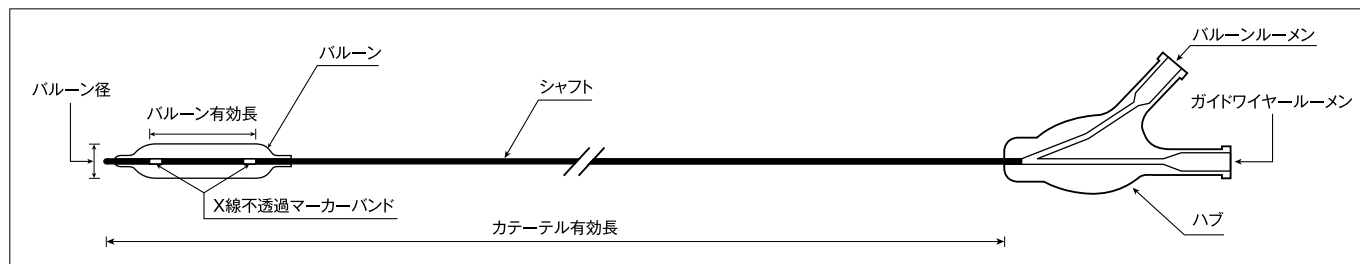 バルーンルーメン
バルーン
バルーン径
シャフト
ガイドワイヤールーメン
バルーン有効長
X線不透過マーカーバンド
ハブ
カテーテル有効長